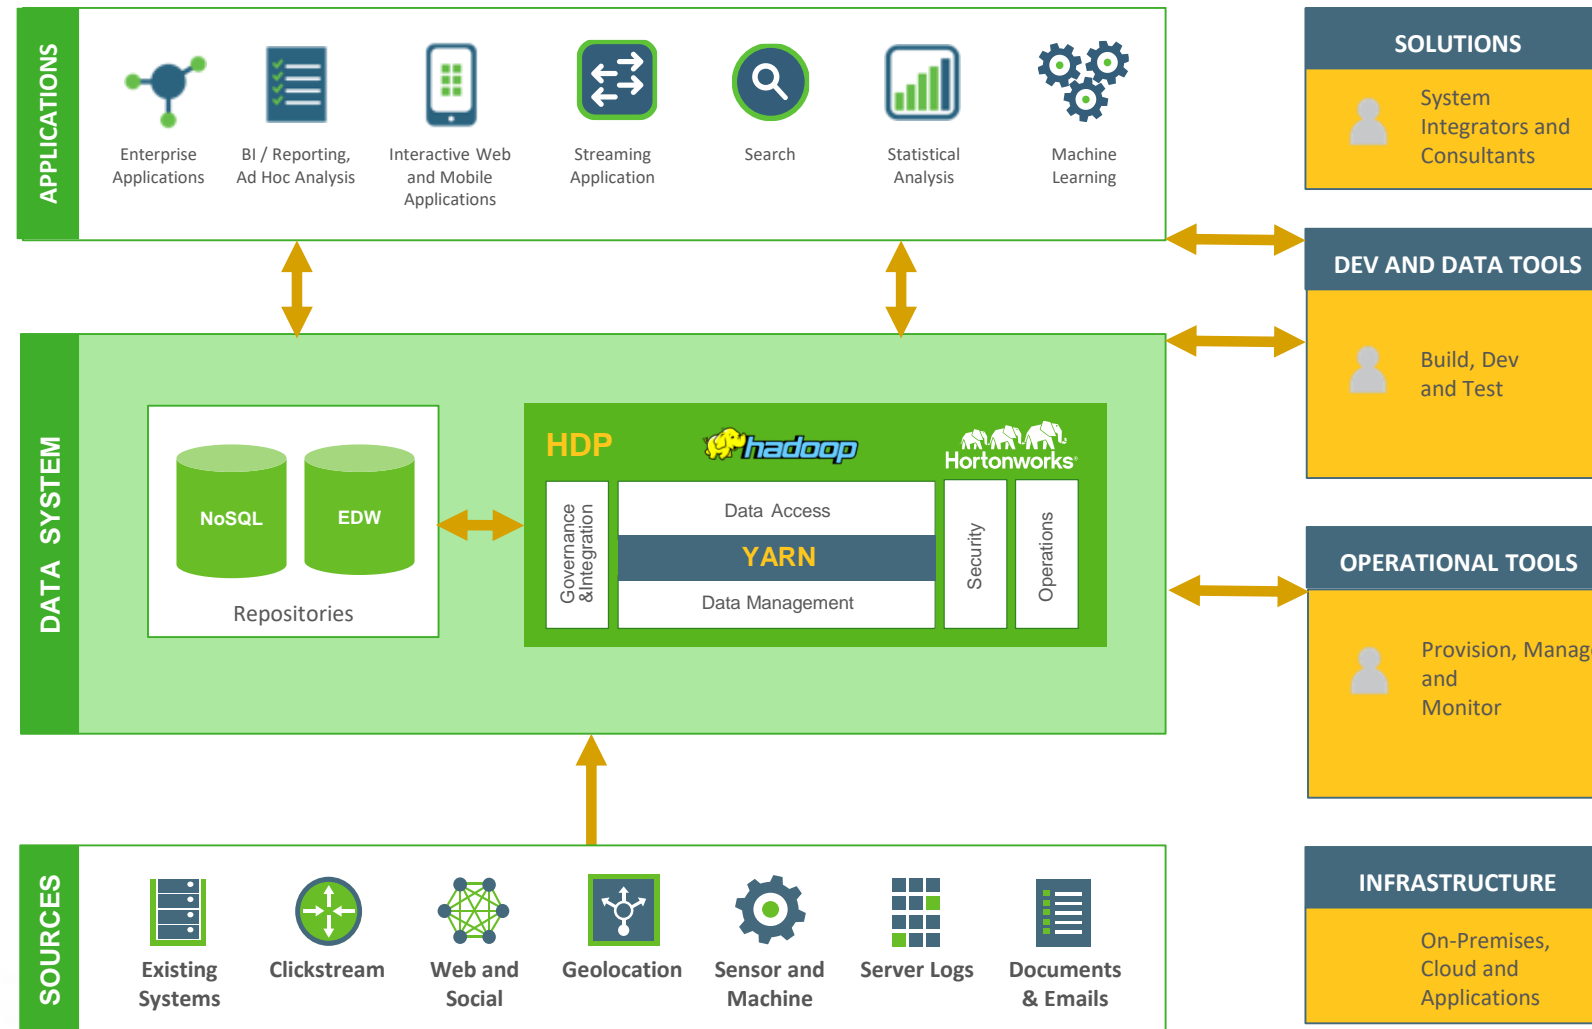 APPLICATIONS
Enterprise
Applications
BI / Reporting,
Ad Hoc Analysis
Interactive Web
and Mobile
Applications
Streaming
Application
Search
Statistical
Analysis
Machine
Learning
SOLUTIONS
System
Integrators and
Consultants
DEV AND DATA TOOLS
Build, Dev
and Test
DATA SYSTEM
NoSQL
EDW
Repositories
HDP
hadoop
Hortonworks
Governance
&Integration
Data Access
YARN
Data Management
Security
Operations
OPERATIONAL TOOLS
Provision, Manag
and
Monitor
SOURCES
Existing
Systems
Clickstream
Web and
Social
Geolocation
Sensor and
Machine
Server Logs
Documents
& Emails
INFRASTRUCTURE
On-Premises,
Cloud and
Applications